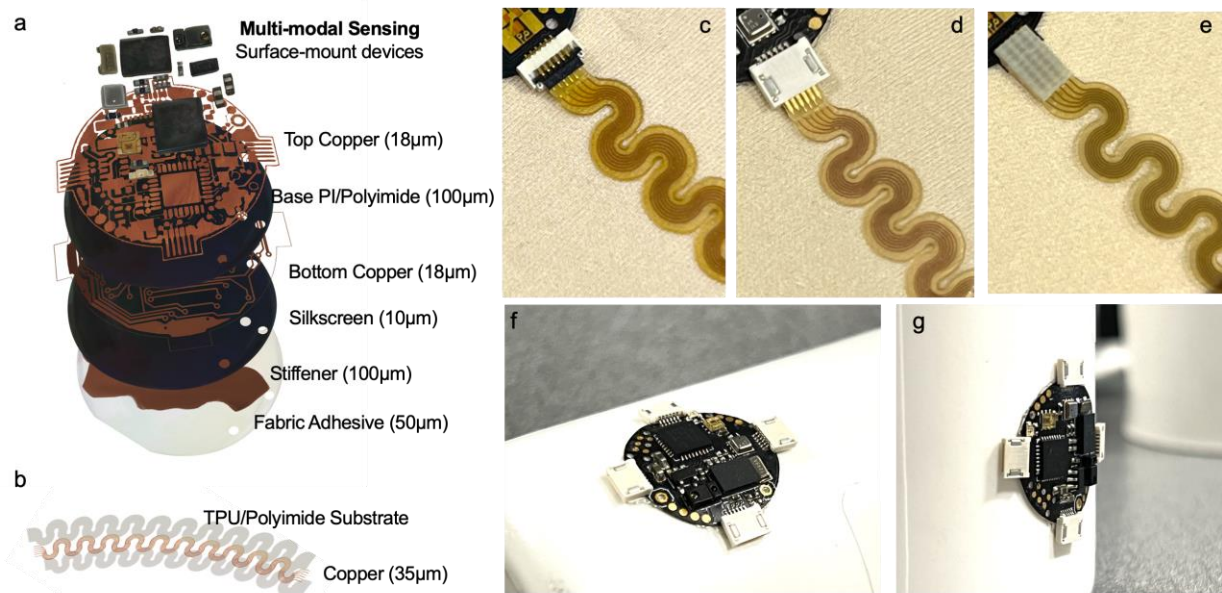 a
Multi-modal Sensing
Surface-mount devices
Top Copper (18µm)
Base PI/Polyimide (100µm)
Bottom Copper (18µm)
Silkscreen (10µm)
Stiffener (100µm)
Fabric Adhesive (50µm)
b
TPU/Polyimide Substrate
Copper (35µm)
c
d
e
f
g